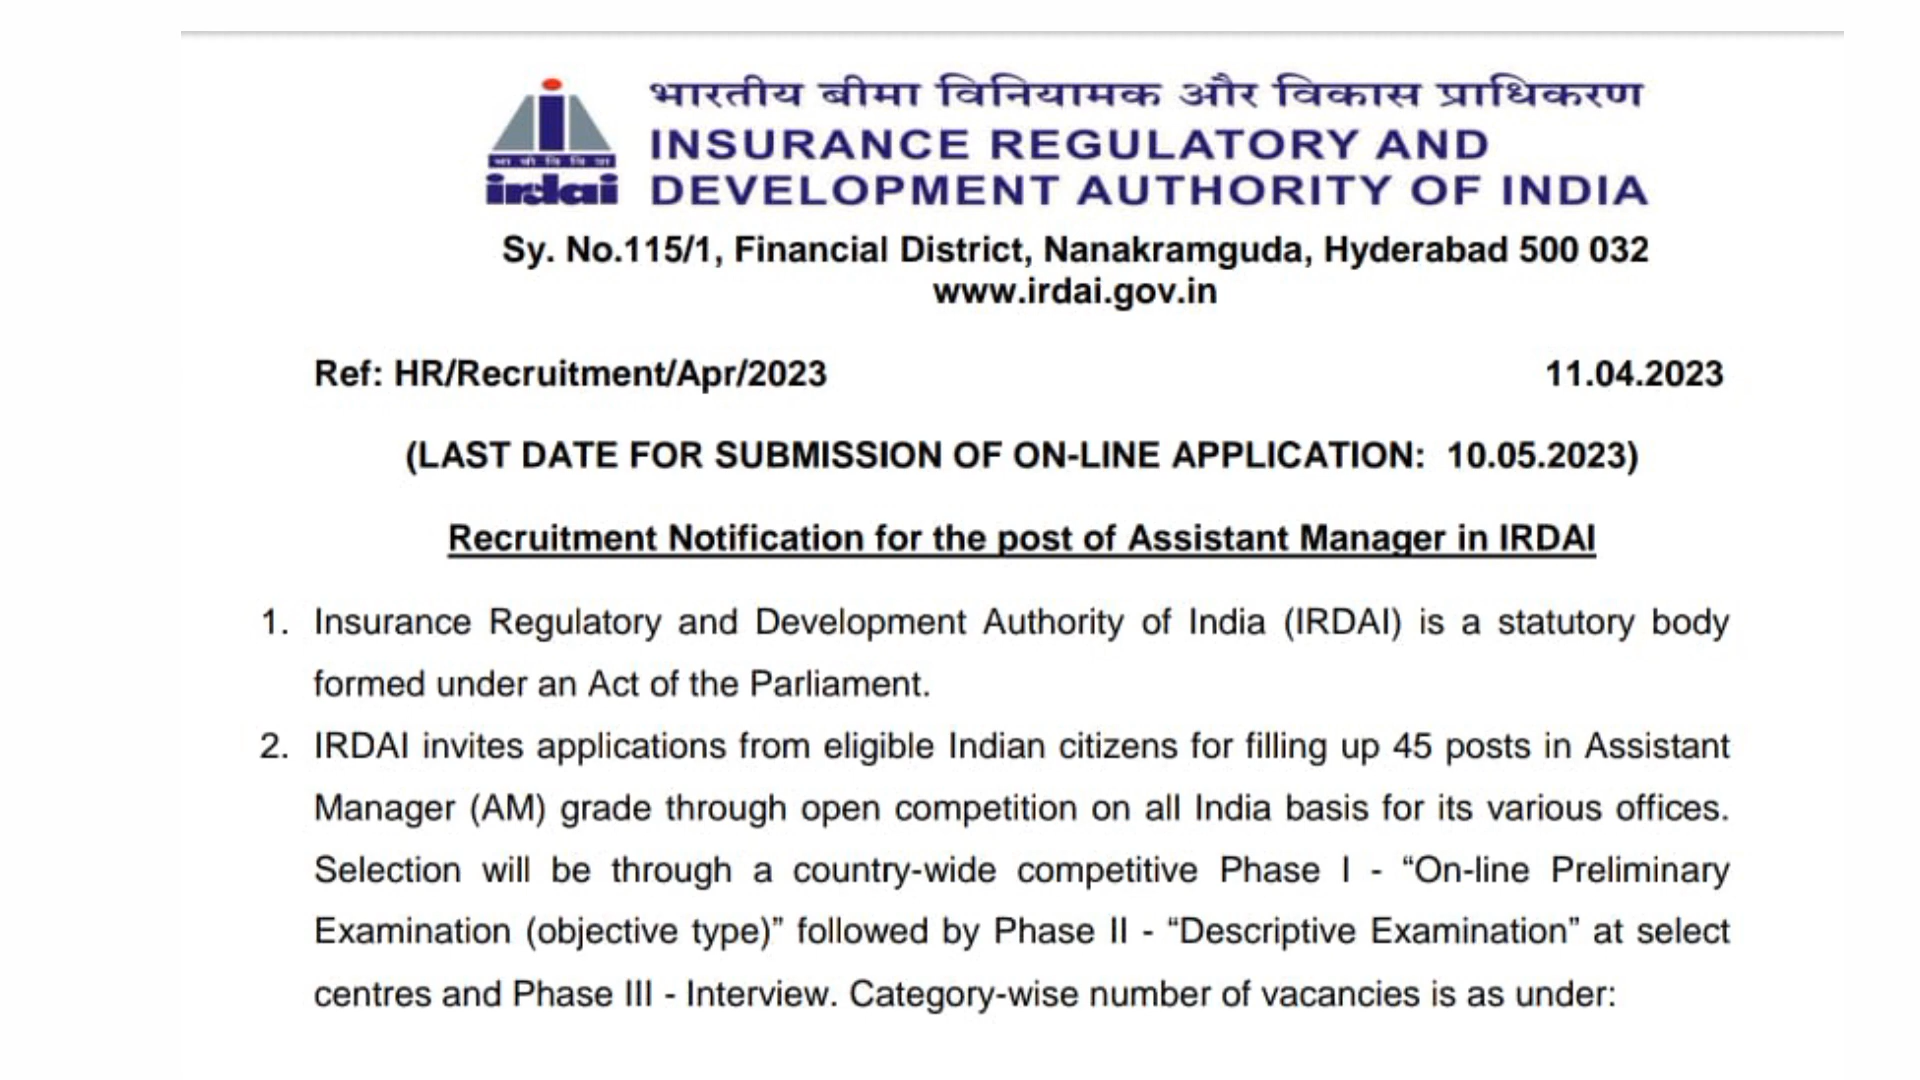 भारतीय बीमा विनियामक और विकास प्राधिकरण
INSURANCE REGULATORY AND
DEVELOPMENT AUTHORITY OF INDIA
भा बी वि वि प्रा
irdai
Sy. No.115/1, Financial District, Nanakramguda, Hyderabad 500 032
www.irdai.gov.in
Ref: HR/Recruitment/Apr/2023 11.04.2023
(LAST DATE FOR SUBMISSION OF ON-LINE APPLICATION: 10.05.2023)
Recruitment Notification for the post of Assistant Manager in IRDAI
1. Insurance Regulatory and Development Authority of India (IRDAI) is a statutory body
formed under an Act of the Parliament.
2. IRDAI invites applications from eligible Indian citizens for filling up 45 posts in Assistant
Manager (AM) grade through open competition on all India basis for its various offices.
Selection will be through a country-wide competitive Phase I - “On-line Preliminary
Examination (objective type)” followed by Phase II - “Descriptive Examination” at select
centres and Phase III - Interview. Category-wise number of vacancies is as under: